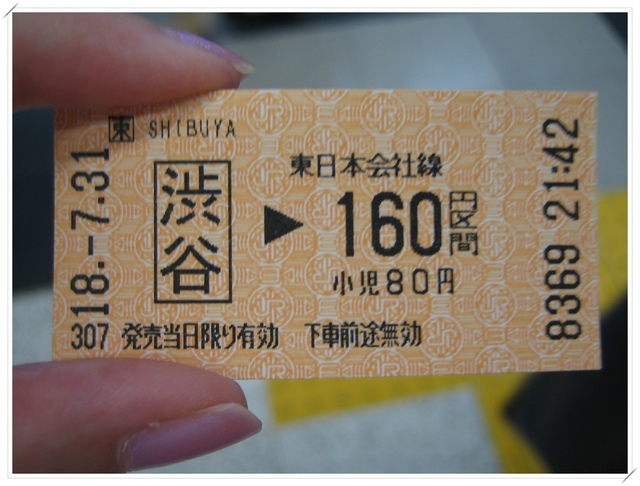 東 SHIBUYA
18.-7.31
渋谷
東日本会社線
▶160円区間
小児80円
307 発売当日限り有効 下車前途無効
8369 21:42